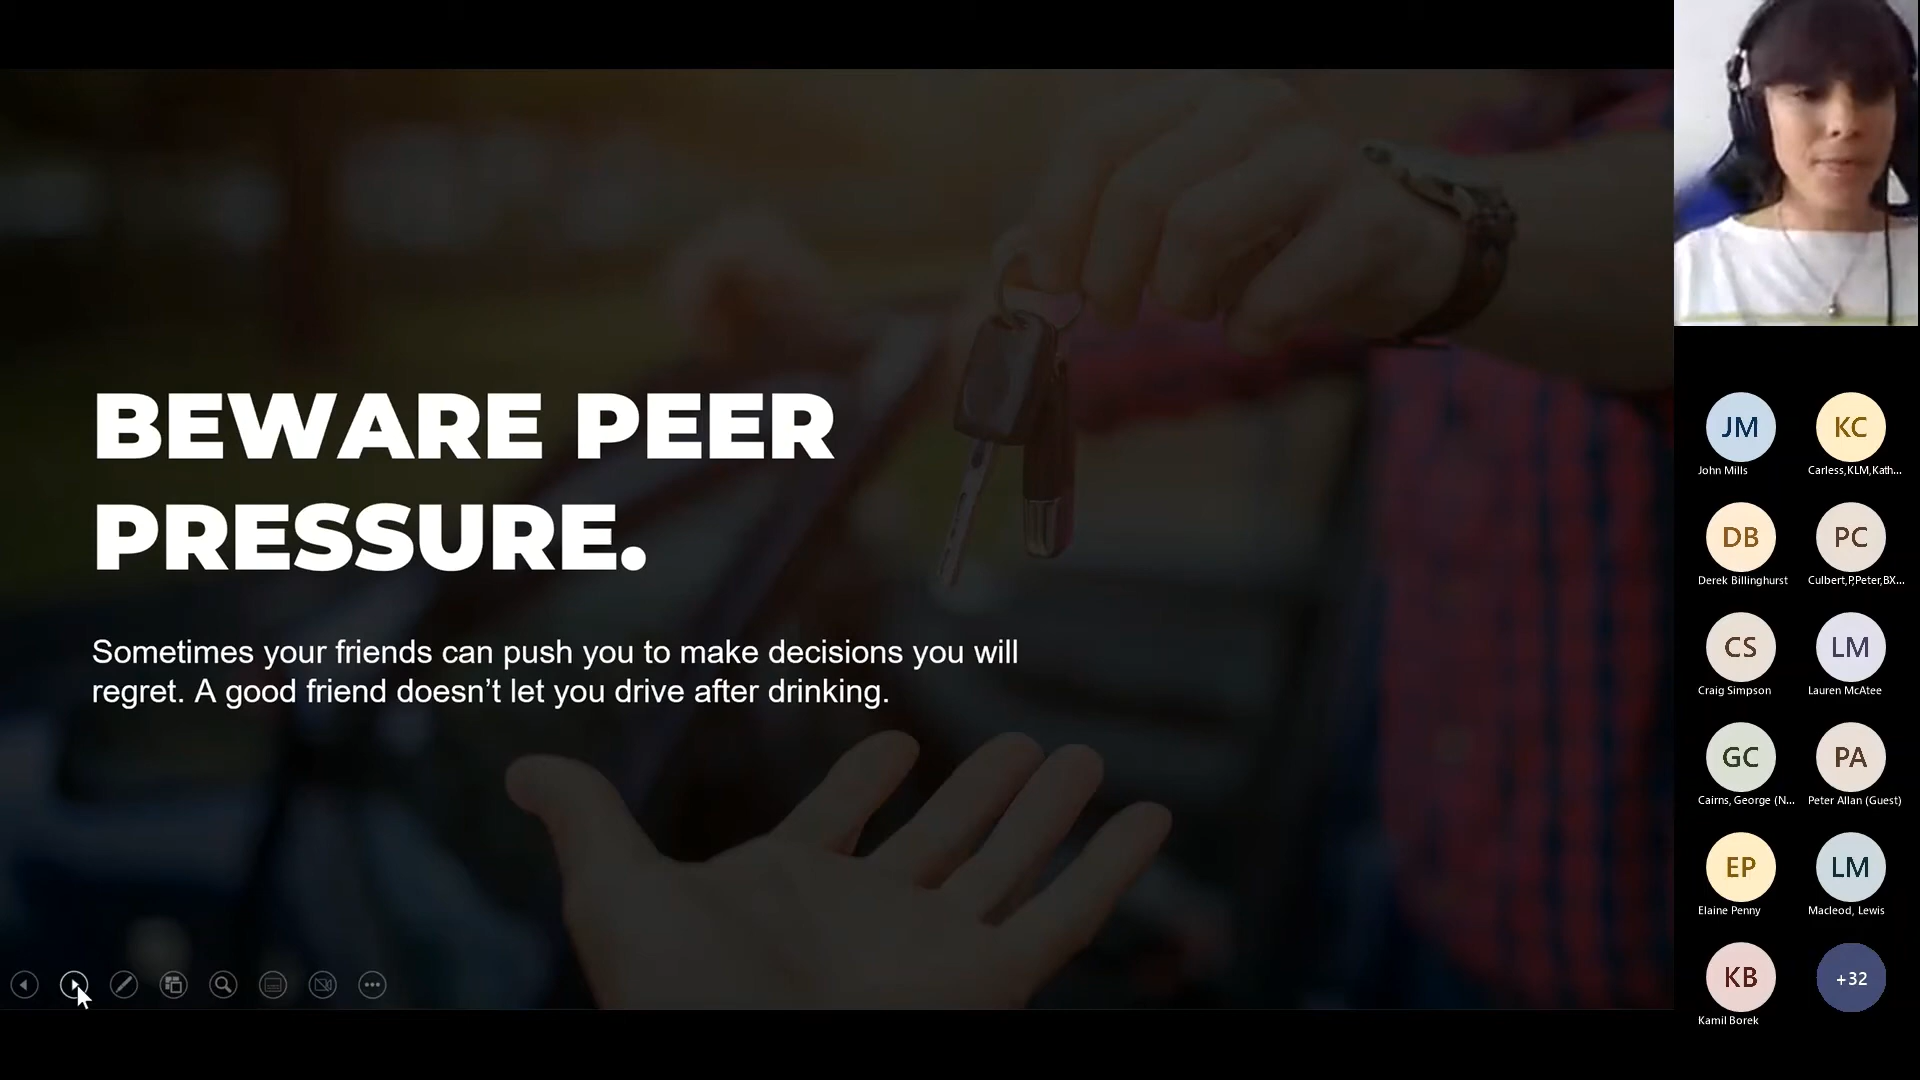 BEWARE PEER
PRESSURE.
Sometimes your friends can push you to make decisions you will
regret. A good friend doesn’t let you drive after drinking.
JM
KC
John Mills
Carless,KLM,Kath...
DB
PC
Derek Billinghurst
Culbert,P,Peter,BX...
CS
LM
Craig Simpson
Lauren McAtee
GC
PA
Cairns, George (N...
Peter Allan (Guest)
EP
LM
Elaine Penny
Macleod, Lewis
KB
+32
Kamil Borek